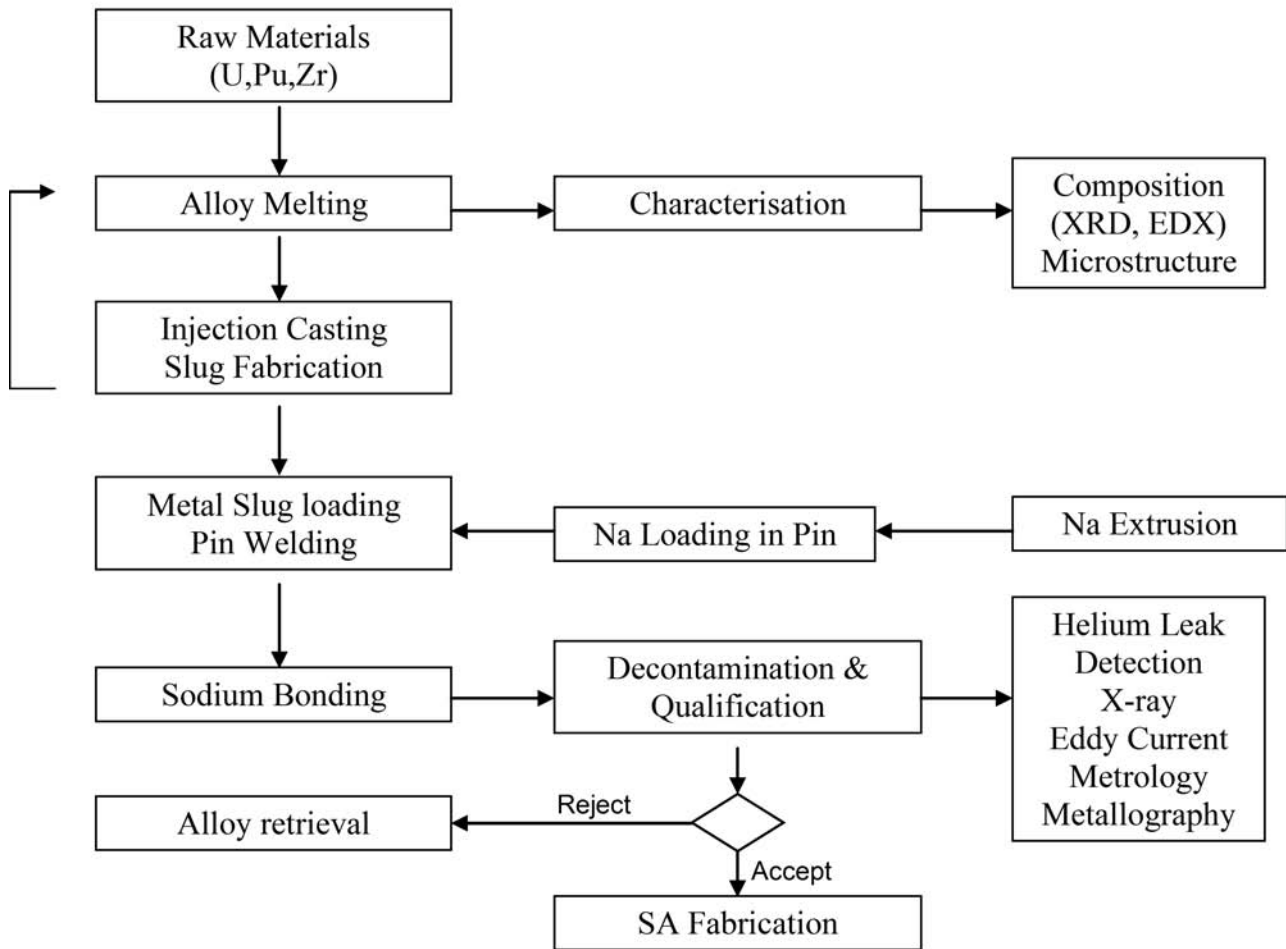 Raw Materials
(U,Pu,Zr)
Alloy Melting
Characterisation
Composition
(XRD, EDX)
Microstructure
Injection Casting
Slug Fabrication
Metal Slug loading
Pin Welding
Na Loading in Pin
Na Extrusion
Sodium Bonding
Decontamination &
Qualification
Helium Leak
Detection
X-ray
Eddy Current
Metrology
Metallography
Reject
Alloy retrieval
Accept
SA Fabrication